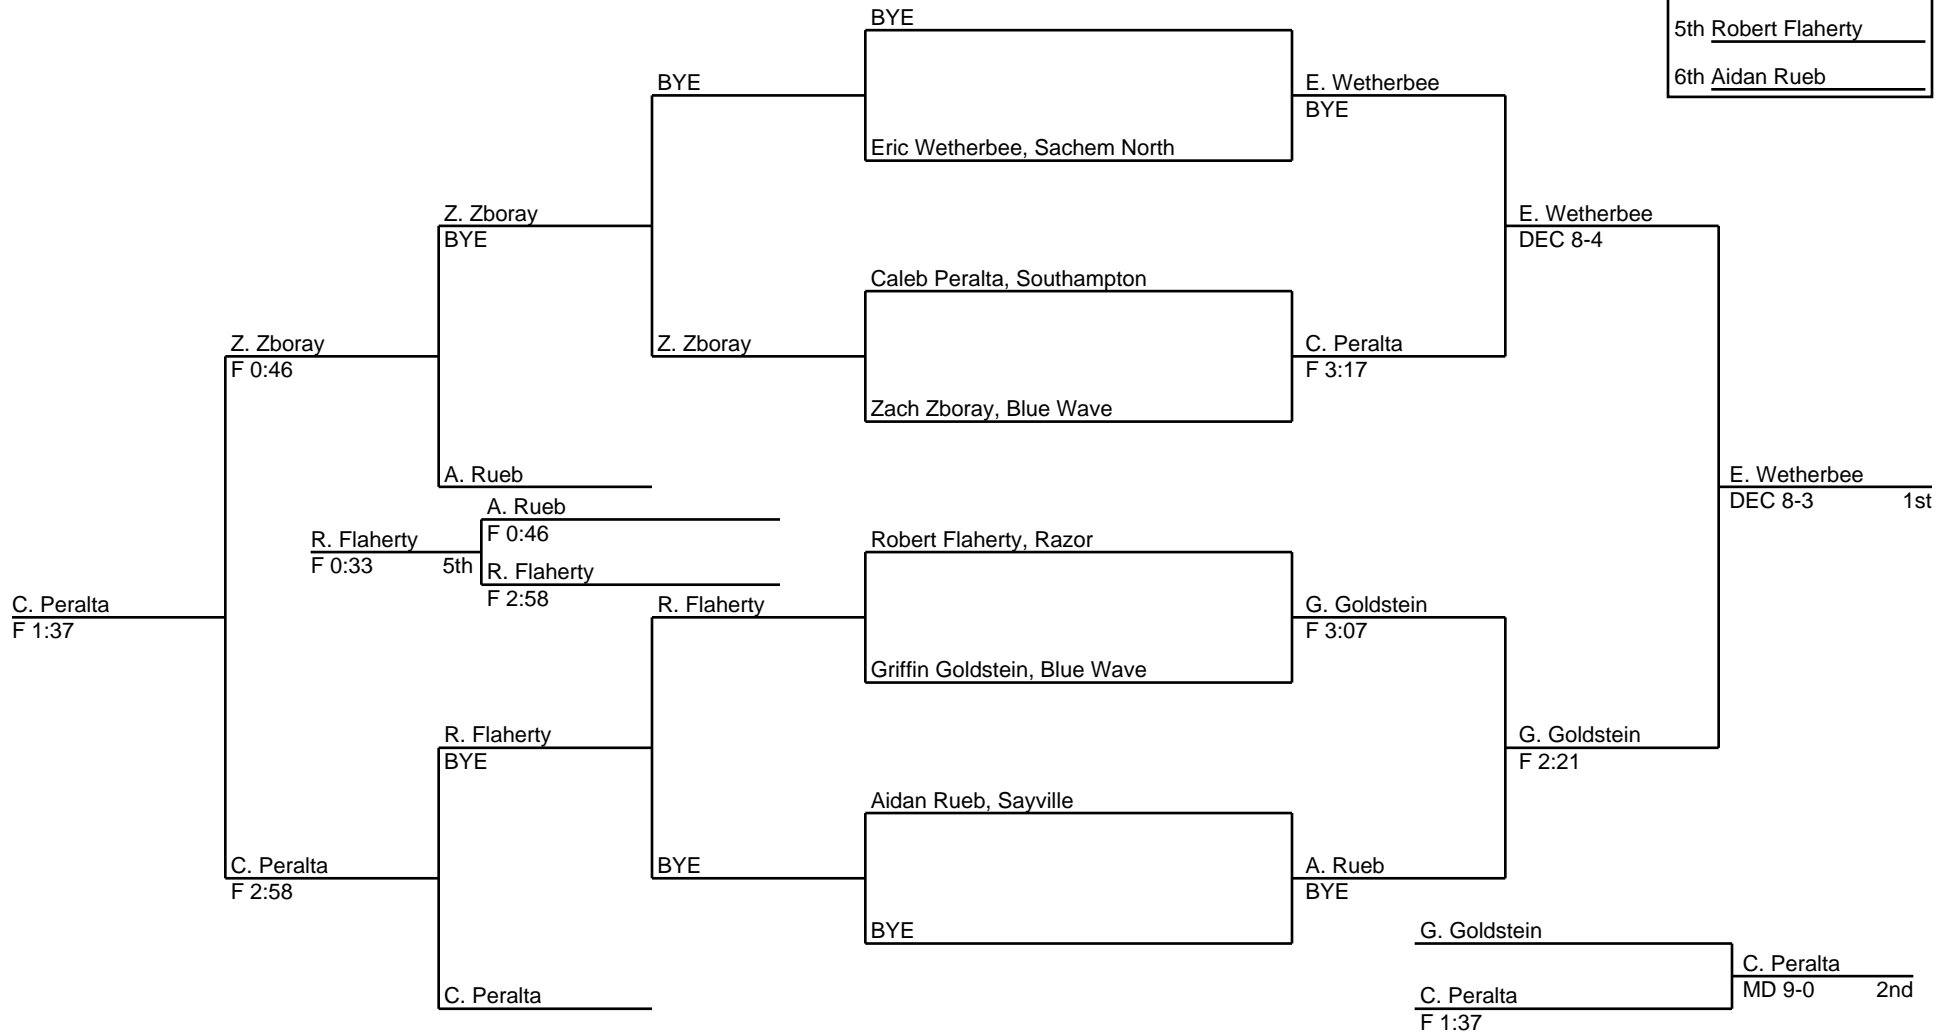 BYE
5th Robert Flaherty
6th Aidan Rueb
BYE
E. Wetherbee
BYE
Eric Wetherbee, Sachem North
Z. Zboray
BYE
E. Wetherbee
DEC 8-4
Caleb Peralta, Southampton
Z. Zboray
F 0:46
Z. Zboray
C. Peralta
F 3:17
Zach Zboray, Blue Wave
A. Rueb
E. Wetherbee
DEC 8-3 1st
A. Rueb
F 0:46
R. Flaherty
F 0:33 5th
Robert Flaherty, Razor
R. Flaherty
F 2:58
C. Peralta
F 1:37
R. Flaherty
G. Goldstein
F 3:07
Griffin Goldstein, Blue Wave
R. Flaherty
BYE
G. Goldstein
F 2:21
Aidan Rueb, Sayville
C. Peralta
F 2:58
BYE
A. Rueb
BYE
BYE
G. Goldstein
C. Peralta
MD 9-0 2nd
C. Peralta
C. Peralta
F 1:37